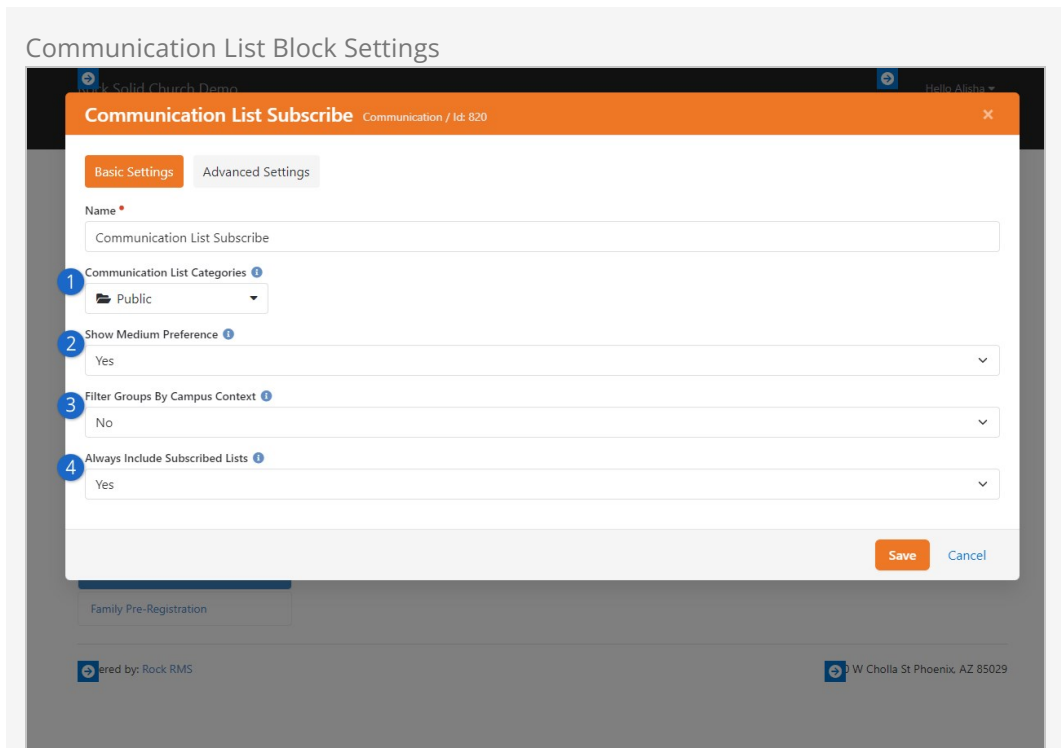 Communication List Block Settings
ck Solid Church Demo
Hello Alisha
Communication List Subscribe Communication / Id: 820
×
Basic Settings Advanced Settings
Name
Communication List Subscribe
1 Communication List Categories
Public
2 Show Medium Preference
Yes
3 Filter Groups By Campus Context
No
4 Always Include Subscribed Lists
Yes
Save Cancel
Family Pre-Registration
ered by: Rock RMS
W Cholla St Phoenix, AZ 85029